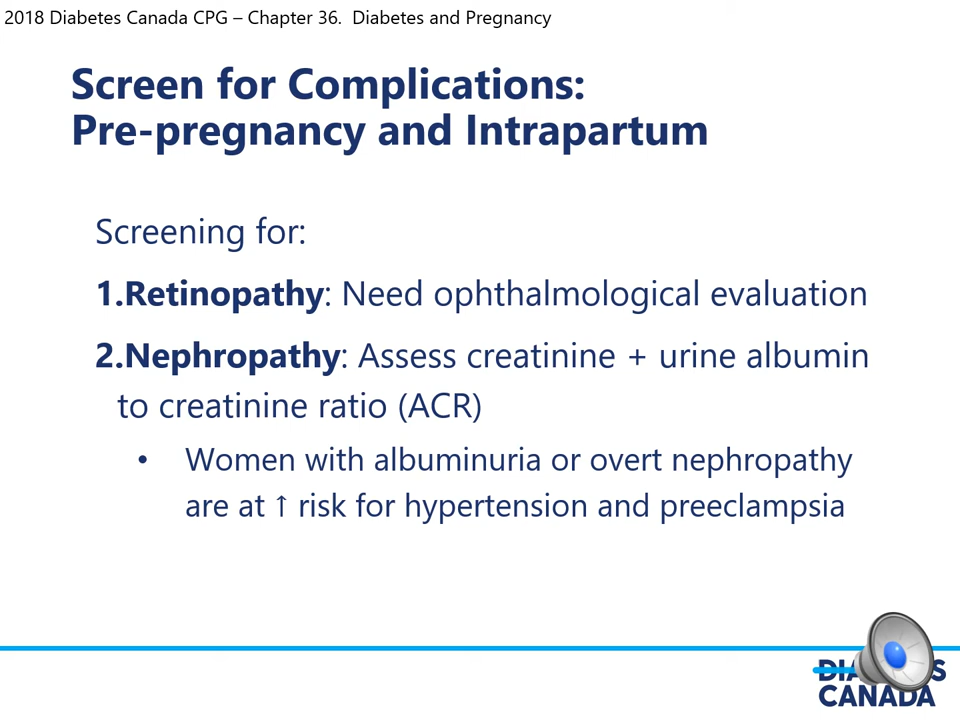 2018 Diabetes Canada CPG – Chapter 36.  Diabetes and Pregnancy
Screen for Complications:
Pre-pregnancy and Intrapartum
Screening for:
1.Retinopathy: Need ophthalmological evaluation
2.Nephropathy: Assess creatinine + urine albumin
to creatinine ratio (ACR)
• Women with albuminuria or overt nephropathy
are at ↑ risk for hypertension and preeclampsia
CANADA